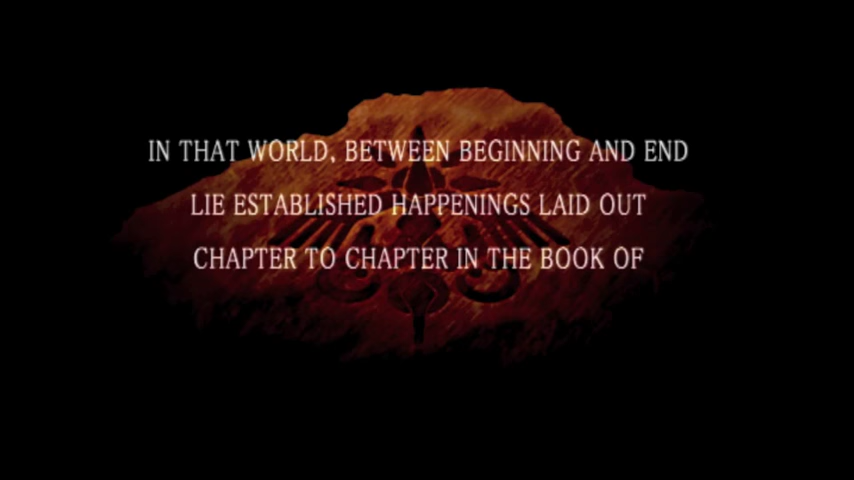 IN THAT WORLD, BETWEEN BEGINNING AND END
LIE ESTABLISHED HAPPENINGS LAID OUT
CHAPTER TO CHAPTER IN THE BOOK OF